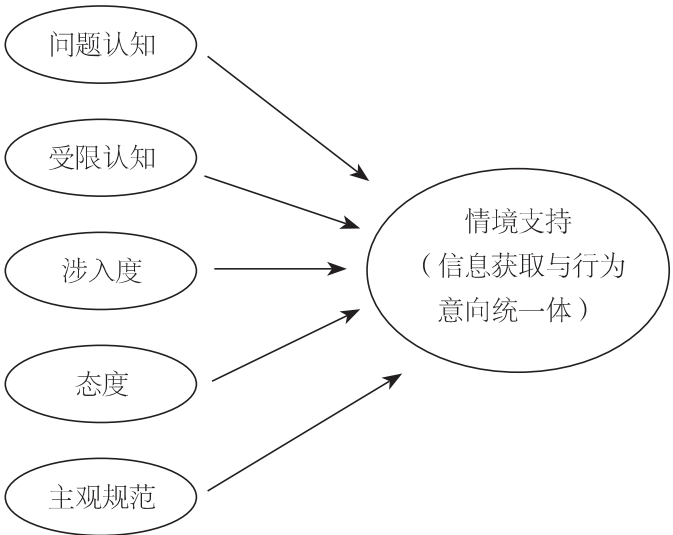 问题认知
受限认知
涉入度
态度
主观规范
情境支持
（信息获取与行为
意向统一体）